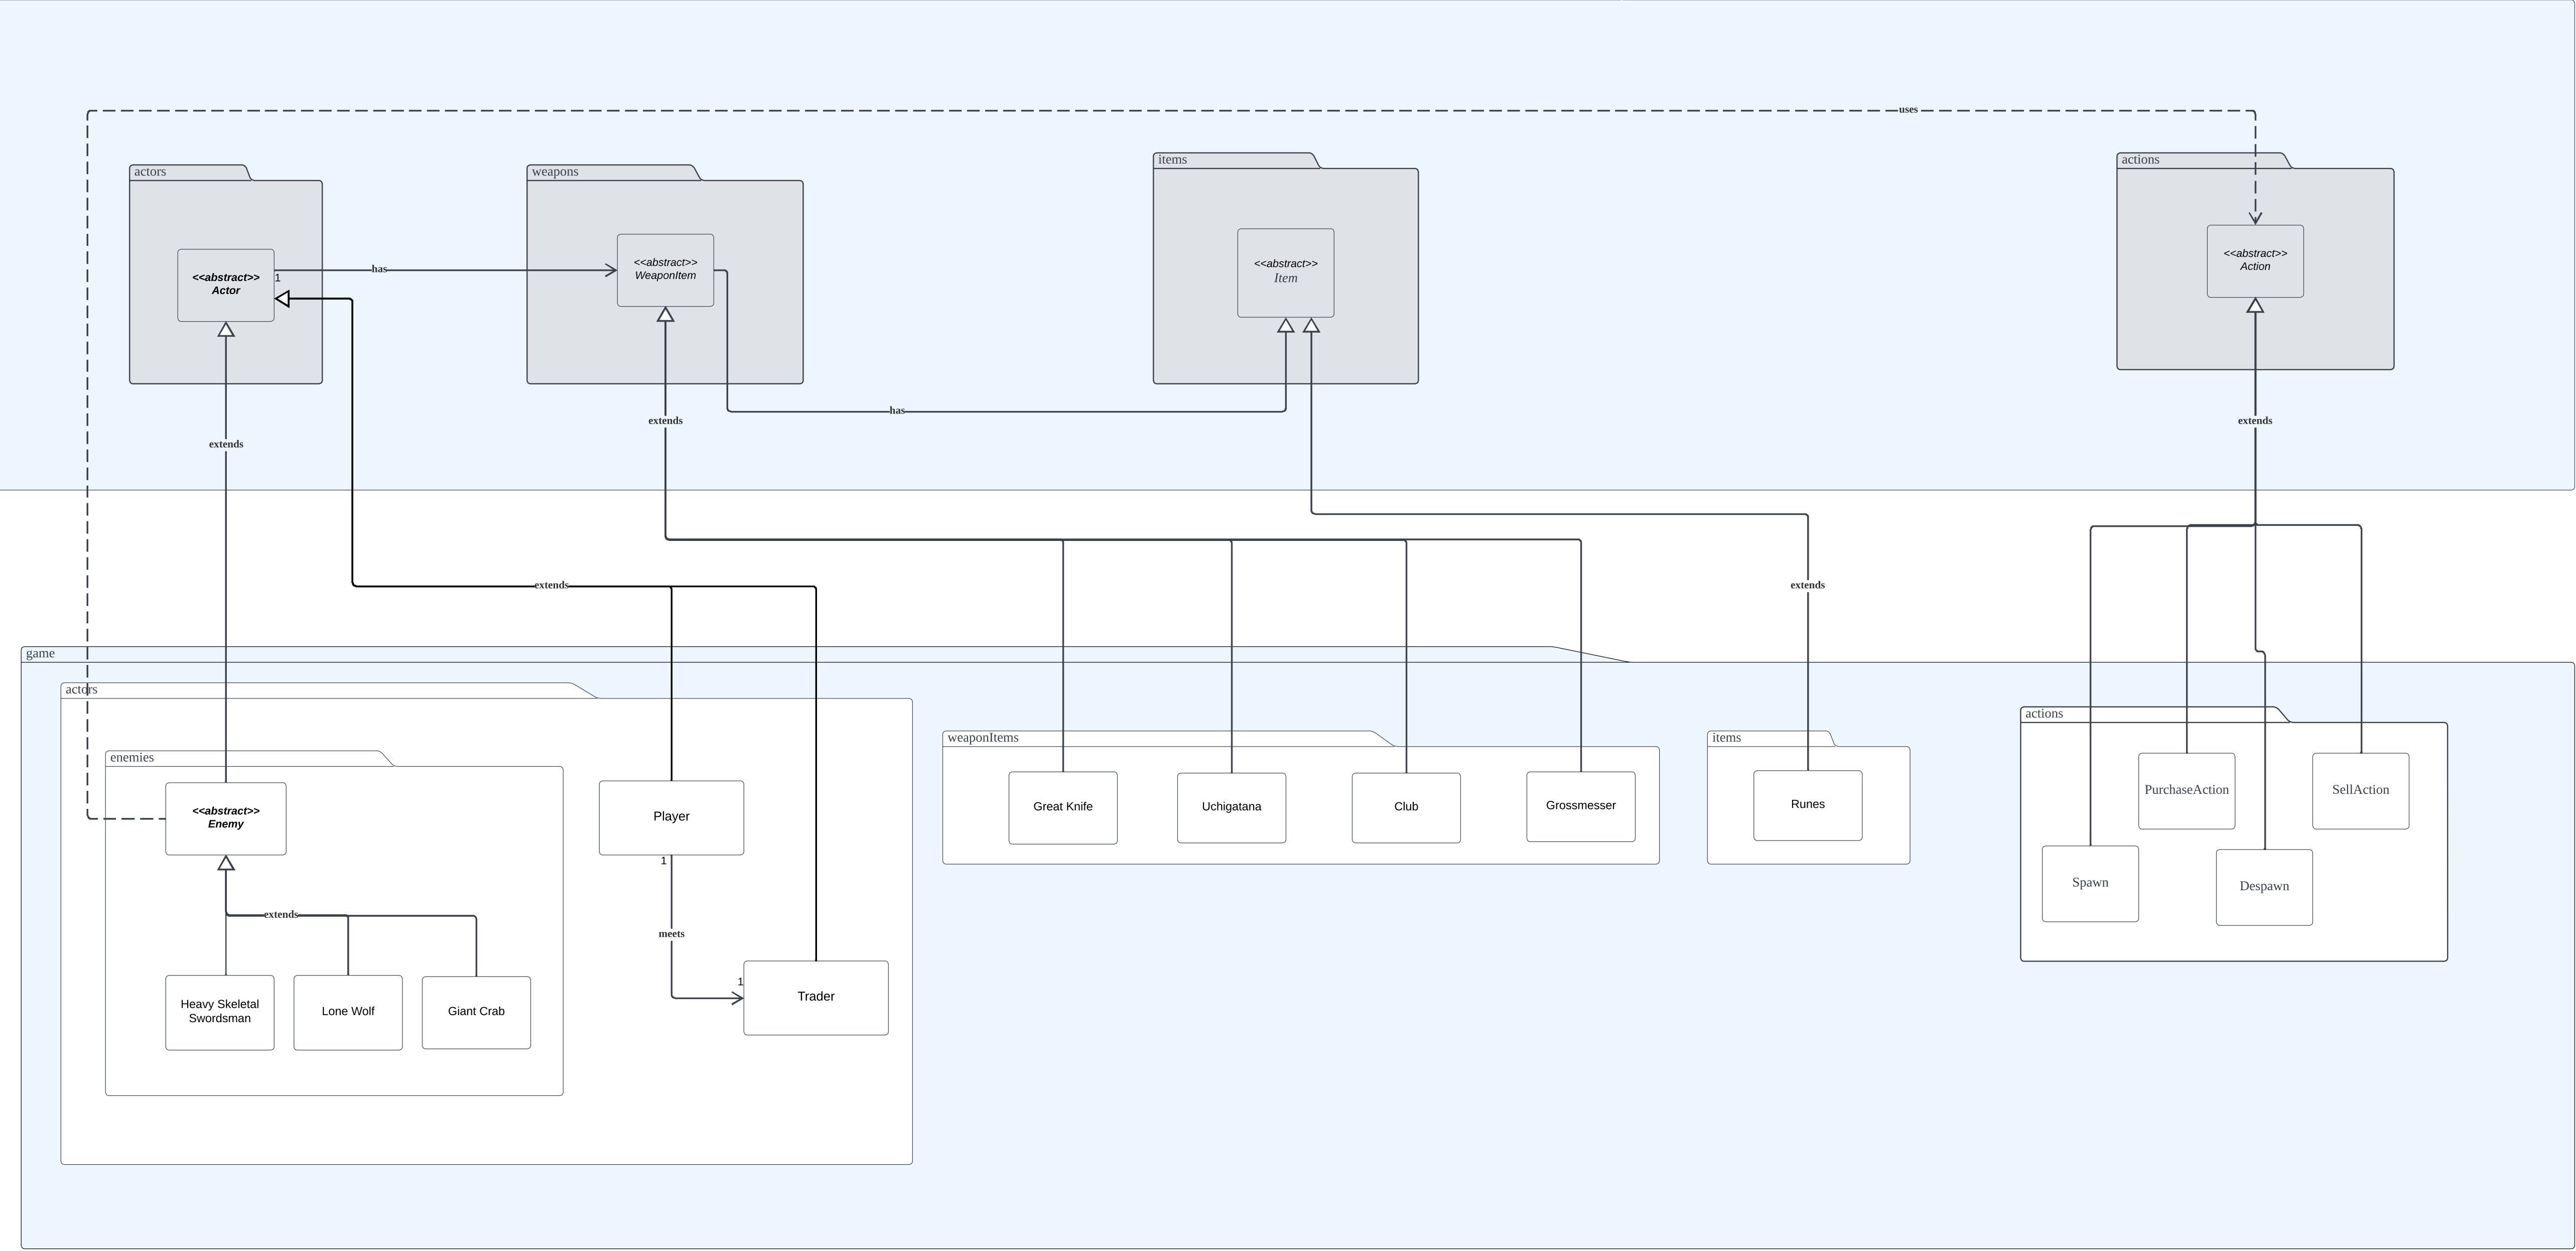 uses
actors
weapons
items
actions
<<abstract>>
Actor
1
has
<<abstract>>
WeaponItem
<<abstract>>
Item
<<abstract>>
Action
extends
extends
has
extends
extends
extends
game
actors
enemies
<<abstract>>
Enemy
extends
Heavy Skeletal
Swordsman
Lone Wolf
Giant Crab
Player
1
meets
1
Trader
weaponItems
Great Knife
Uchigatana
Club
Grossmesser
items
Runes
actions
PurchaseAction
SellAction
Spawn
Despawn